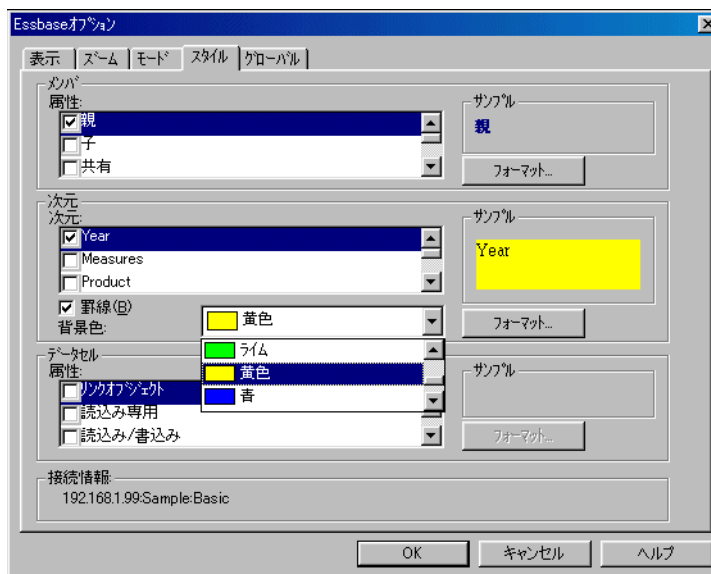 Essbaseｵﾌﾟｼｮﾝ
表示 ｽﾞｰﾑ ﾓｰﾄﾞ ｽﾀｲﾙ ｸﾞﾛｰﾊﾞﾙ
ﾒﾝﾊﾞ
属性:
親
子
共有
ｻﾝﾌﾟﾙ
親
ﾌｫｰﾏｯﾄ...
次元
次元:
Year
Measures
Product
罫線(B)
背景色:
黄色
ｻﾝﾌﾟﾙ
Year
ﾌｫｰﾏｯﾄ...
ﾗｲﾑ
黄色
青
ﾃﾞｰﾀｾﾙ
属性:
ﾘﾝｸｵﾌﾞｼﾞｪｸﾄ
読込み専用
読込み/書込み
ｻﾝﾌﾟﾙ
ﾌｫｰﾏｯﾄ...
接続情報:
192.168.1.99:Sample:Basic
OK キャンセル ヘルプ